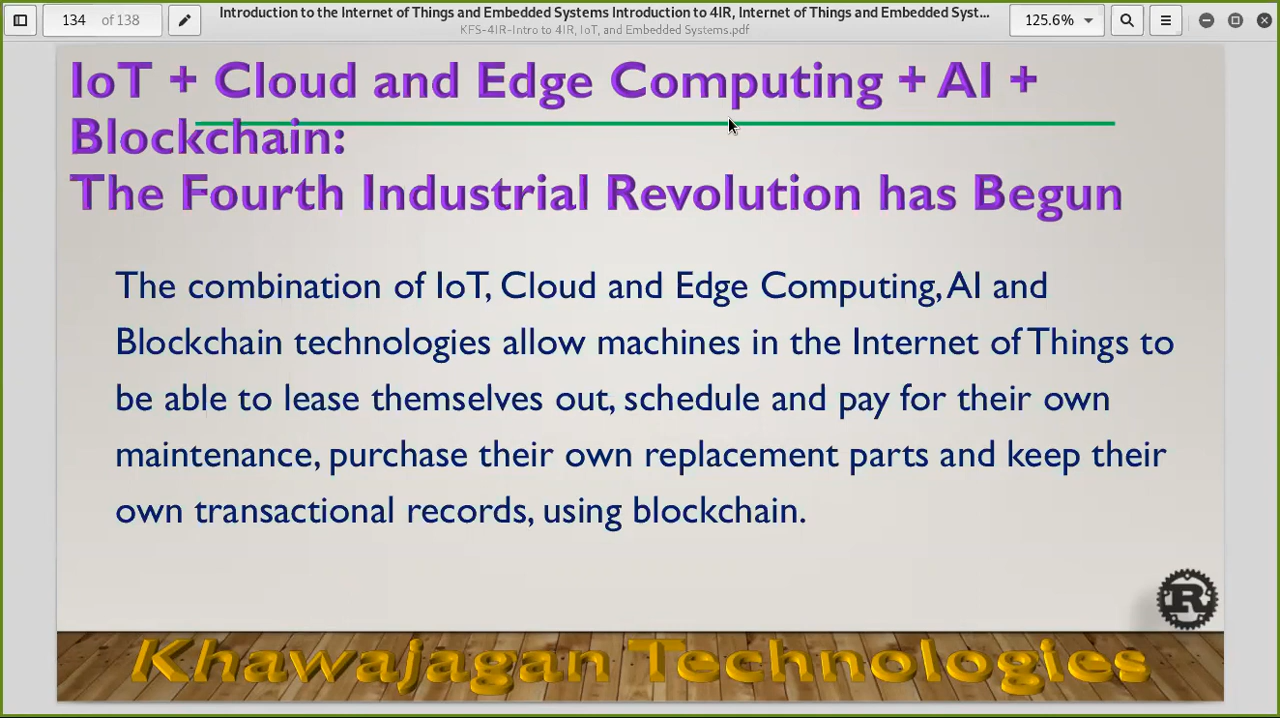 134 of 138
Introduction to the Internet of Things and Embedded Systems Introduction to 4IR, Internet of Things and Embedded Syst...
KFS-4IR-Intro to 4IR, IoT, and Embedded Systems.pdf
125.6%
IoT + Cloud and Edge Computing + AI +
Blockchain:
The Fourth Industrial Revolution has Begun
The combination of IoT, Cloud and Edge Computing, AI and
Blockchain technologies allow machines in the Internet of Things to
be able to lease themselves out, schedule and pay for their own
maintenance, purchase their own replacement parts and keep their
own transactional records, using blockchain.
R
Khawajagan Technologies